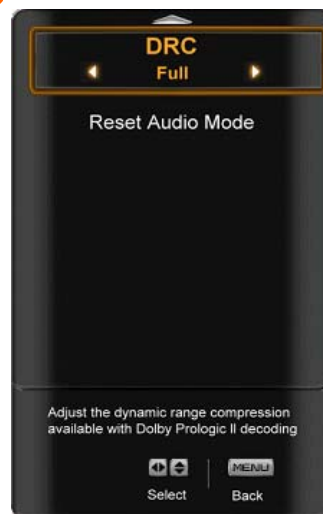 DRC
Full
Reset Audio Mode
Adjust the dynamic range compression
available with Dolby Prologic II decoding
MENU
Select
Back